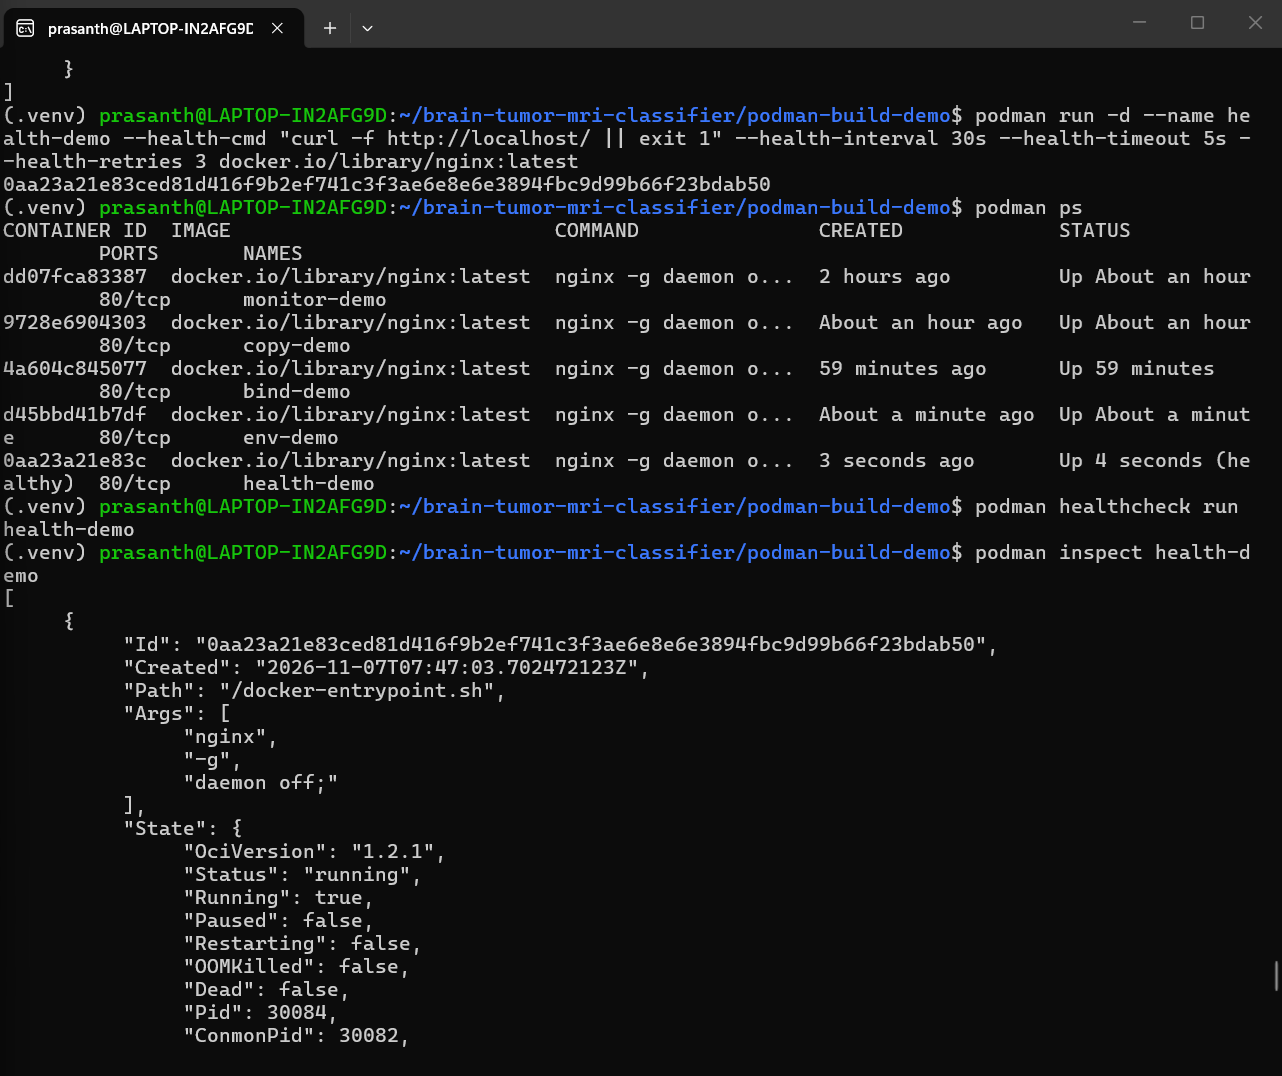 prasanth@LAPTOP-IN2AFG9D
}
]
(.venv) prasanth@LAPTOP-IN2AFG9D:~/brain-tumor-mri-classifier/podman-build-demo$ podman run -d --name he
alth-demo --health-cmd "curl -f http://localhost/ || exit 1" --health-interval 30s --health-timeout 5s -
-health-retries 3 docker.io/library/nginx:latest
0aa23a21e83ced81d416f9b2ef741c3f3ae6e8e6e3894fbc9d99b66f23bdab50
(.venv) prasanth@LAPTOP-IN2AFG9D:~/brain-tumor-mri-classifier/podman-build-demo$ podman ps
CONTAINER ID  IMAGE                           COMMAND               CREATED             STATUS
        PORTS       NAMES
dd07fca83387  docker.io/library/nginx:latest  nginx -g daemon o...  2 hours ago         Up About an hour
        80/tcp      monitor-demo
9728e6904303  docker.io/library/nginx:latest  nginx -g daemon o...  About an hour ago   Up About an hour
        80/tcp      copy-demo
4a604c845077  docker.io/library/nginx:latest  nginx -g daemon o...  59 minutes ago      Up 59 minutes
        80/tcp      bind-demo
d45bbd41b7df  docker.io/library/nginx:latest  nginx -g daemon o...  About a minute ago  Up About a minut
e       80/tcp      env-demo
0aa23a21e83c  docker.io/library/nginx:latest  nginx -g daemon o...  3 seconds ago       Up 4 seconds (he
althy)  80/tcp      health-demo
(.venv) prasanth@LAPTOP-IN2AFG9D:~/brain-tumor-mri-classifier/podman-build-demo$ podman healthcheck run
health-demo
(.venv) prasanth@LAPTOP-IN2AFG9D:~/brain-tumor-mri-classifier/podman-build-demo$ podman inspect health-d
emo
[
     {
          "Id": "0aa23a21e83ced81d416f9b2ef741c3f3ae6e8e6e3894fbc9d99b66f23bdab50",
          "Created": "2026-11-07T07:47:03.702472123Z",
          "Path": "/docker-entrypoint.sh",
          "Args": [
               "nginx",
               "-g",
               "daemon off;"
          ],
          "State": {
               "OciVersion": "1.2.1",
               "Status": "running",
               "Running": true,
               "Paused": false,
               "Restarting": false,
               "OOMKilled": false,
               "Dead": false,
               "Pid": 30084,
               "ConmonPid": 30082,